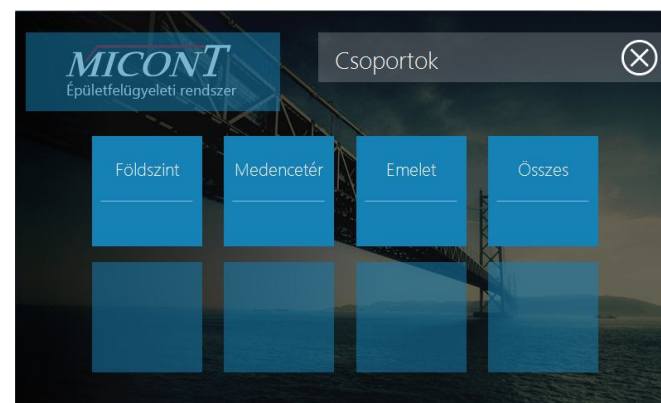 MICONT
Épületfelügyeleti rendszer
Csoportok
Földszint
Medencetér
Emelet
Összes